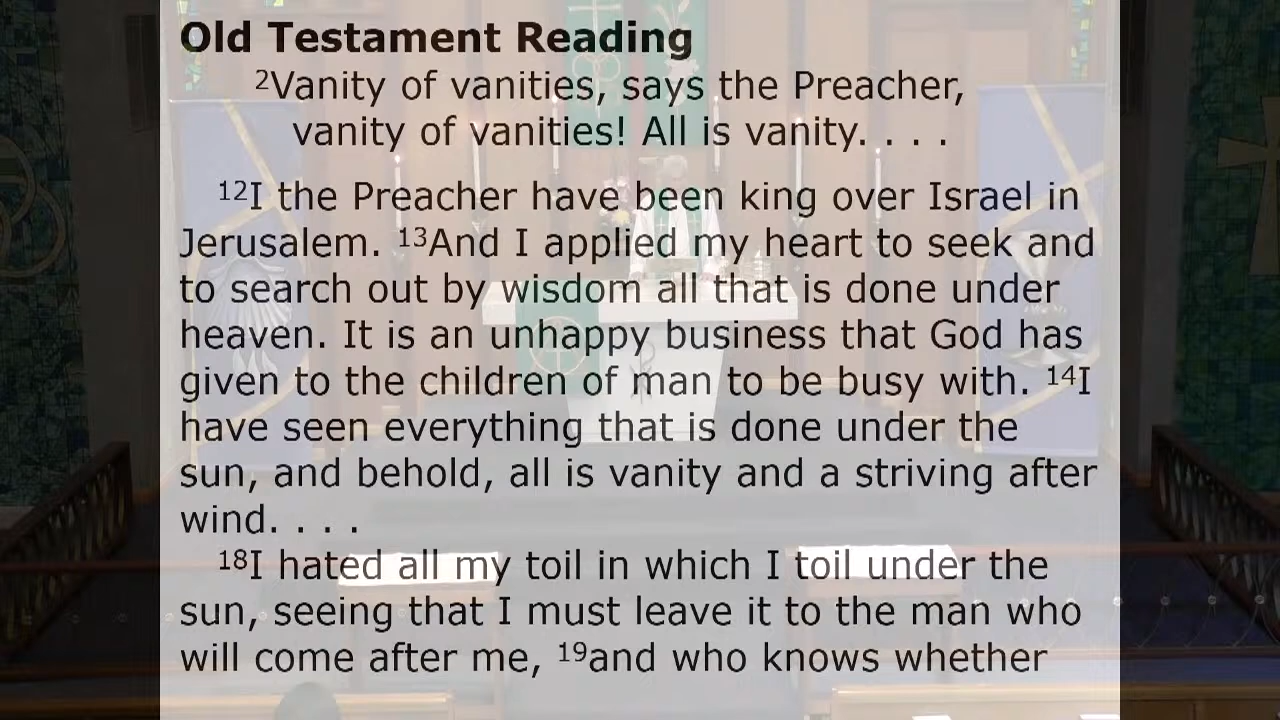 Old Testament Reading
²Vanity of vanities, says the Preacher,
vanity of vanities! All is vanity. . . .
¹²I the Preacher have been king over Israel in
Jerusalem. ¹³And I applied my heart to seek and
to search out by wisdom all that is done under
heaven. It is an unhappy business that God has
given to the children of man to be busy with. ¹⁴I
have seen everything that is done under the
sun, and behold, all is vanity and a striving after
wind. . . .
¹⁸I hated all my toil in which I toil under the
sun, seeing that I must leave it to the man who
will come after me, ¹⁹and who knows whether